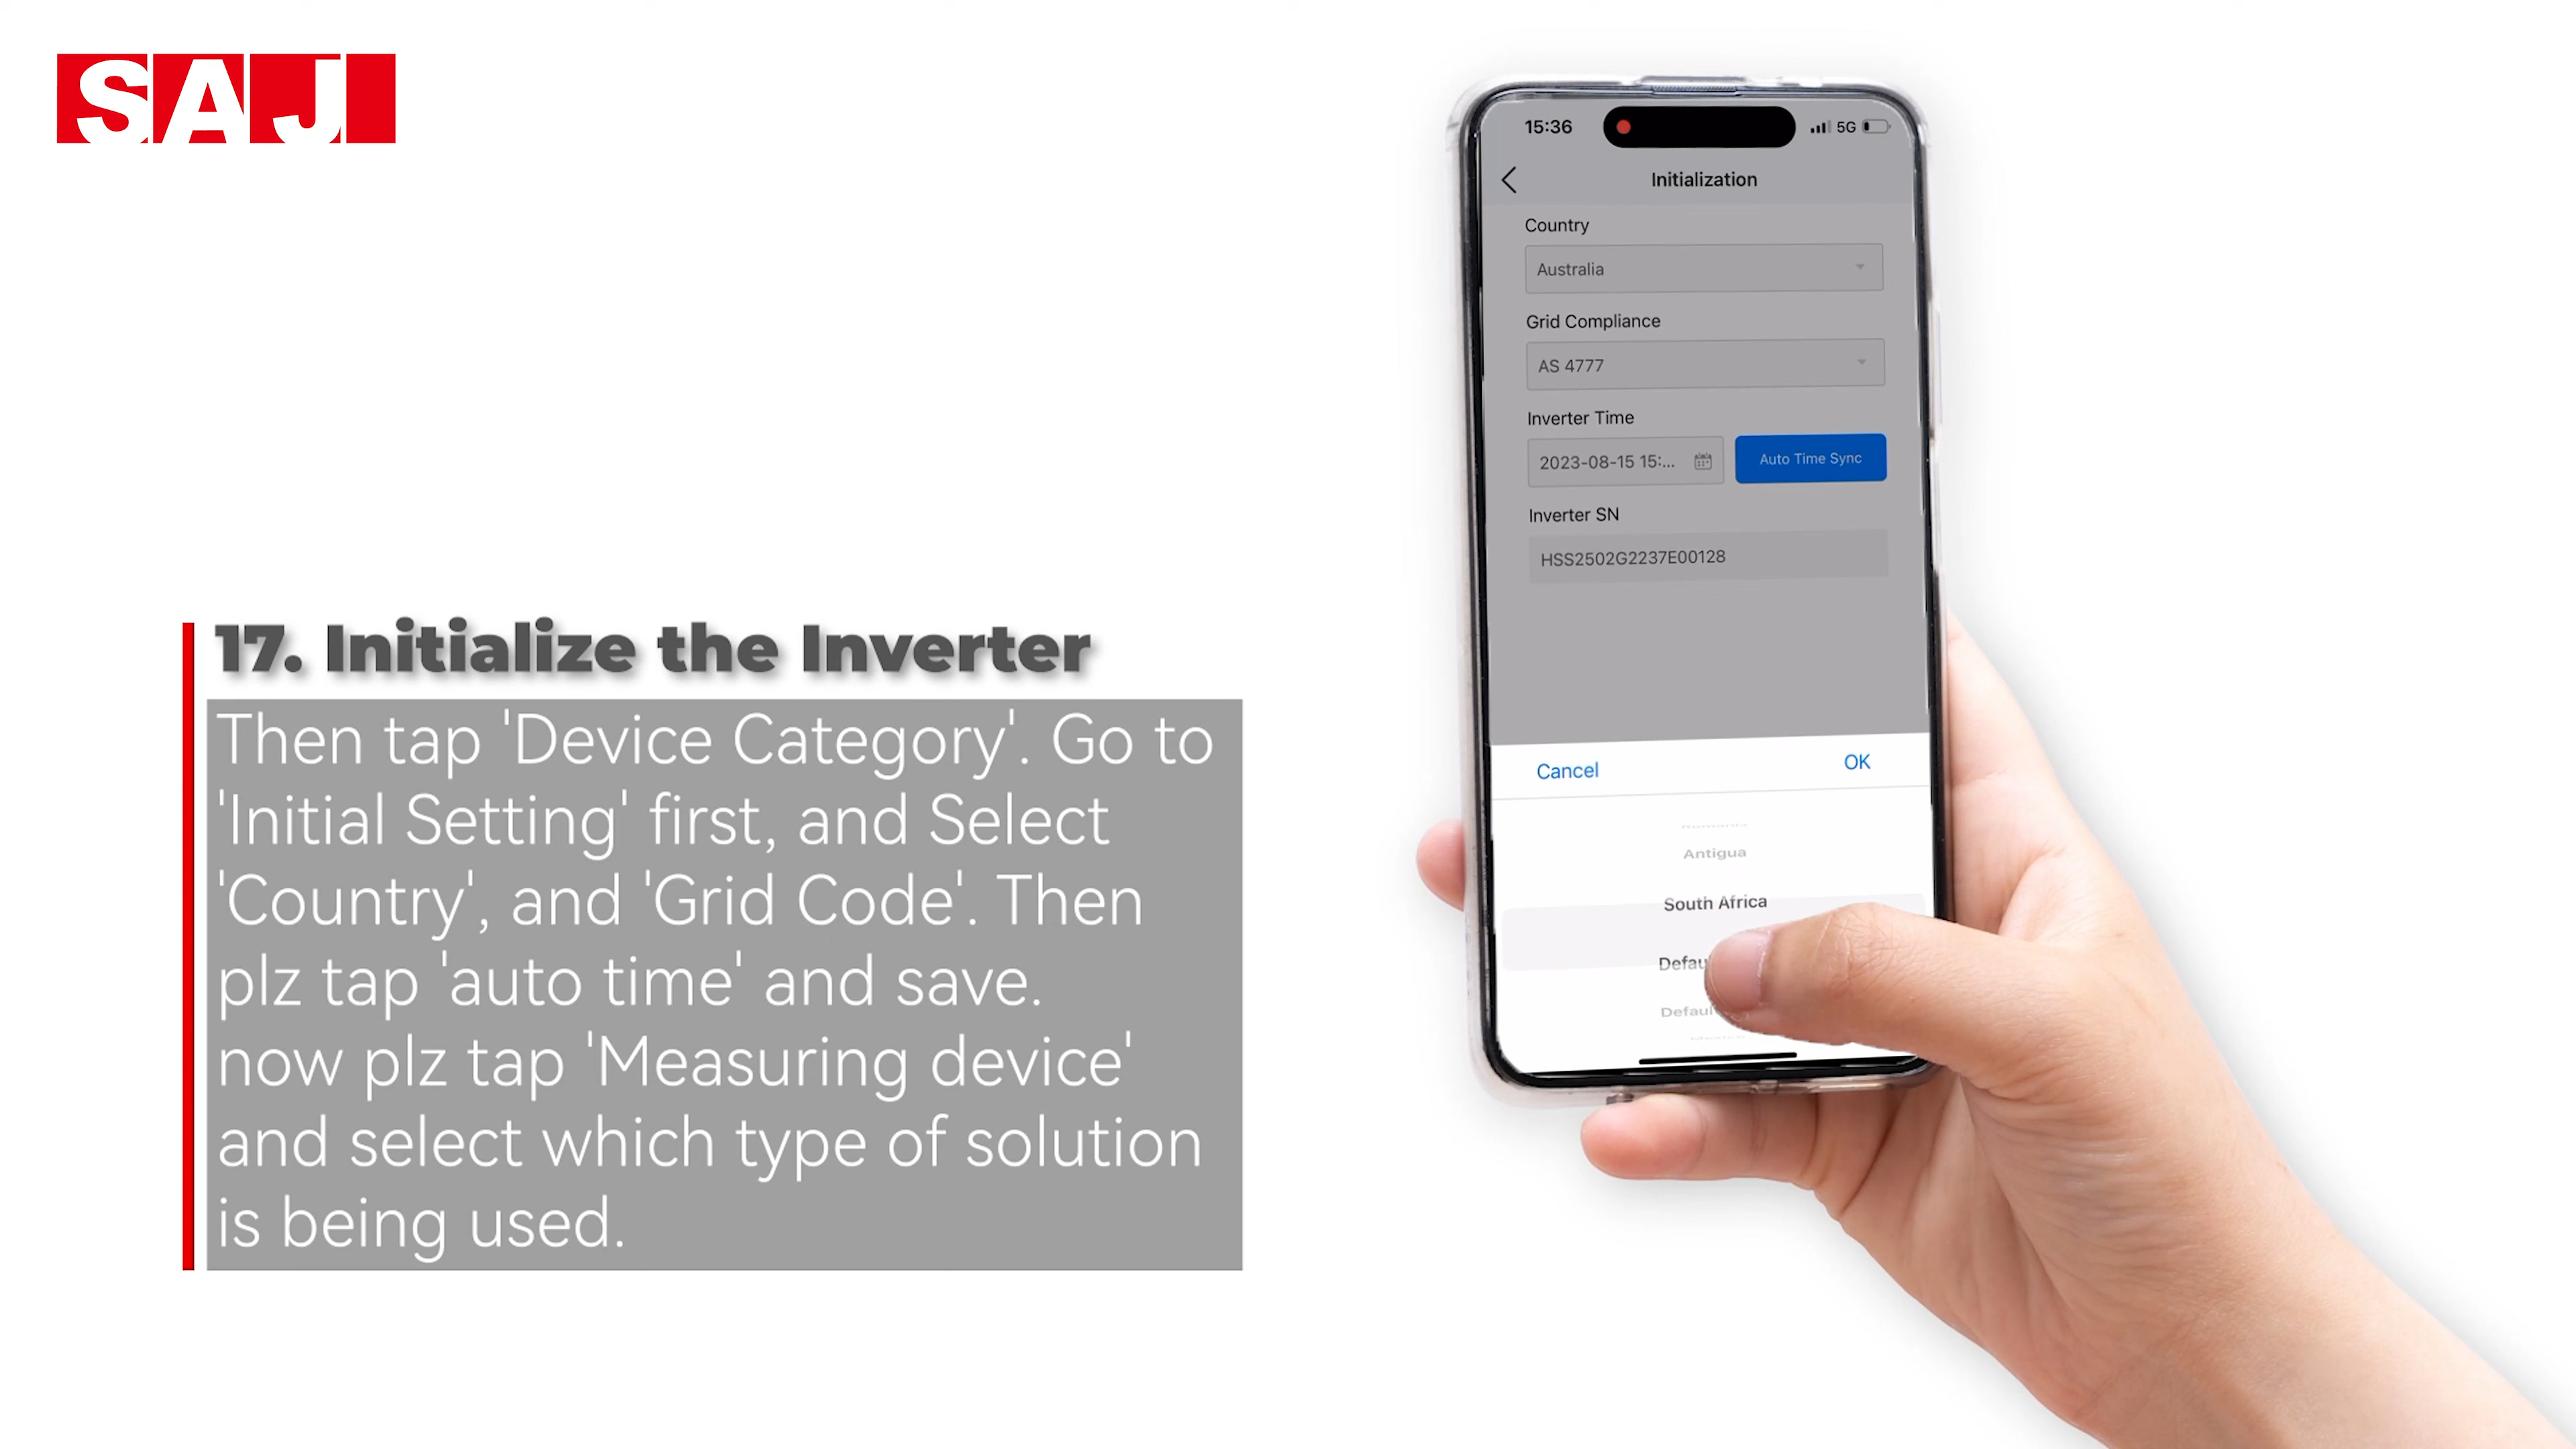 SAJ
15:36
5G
Initialization
Country
Australia
Grid Compliance
AS 4777
Inverter Time
2023-08-15 15:...
Auto Time Sync
Inverter SN
HSS2502G2237E00128
Cancel
OK
Antigua
South Africa
17. Initialize the Inverter
Then tap 'Device Category'. Go to
'Initial Setting' first, and Select
'Country', and 'Grid Code'. Then
plz tap 'auto time' and save.
now plz tap 'Measuring device'
and select which type of solution
is being used.